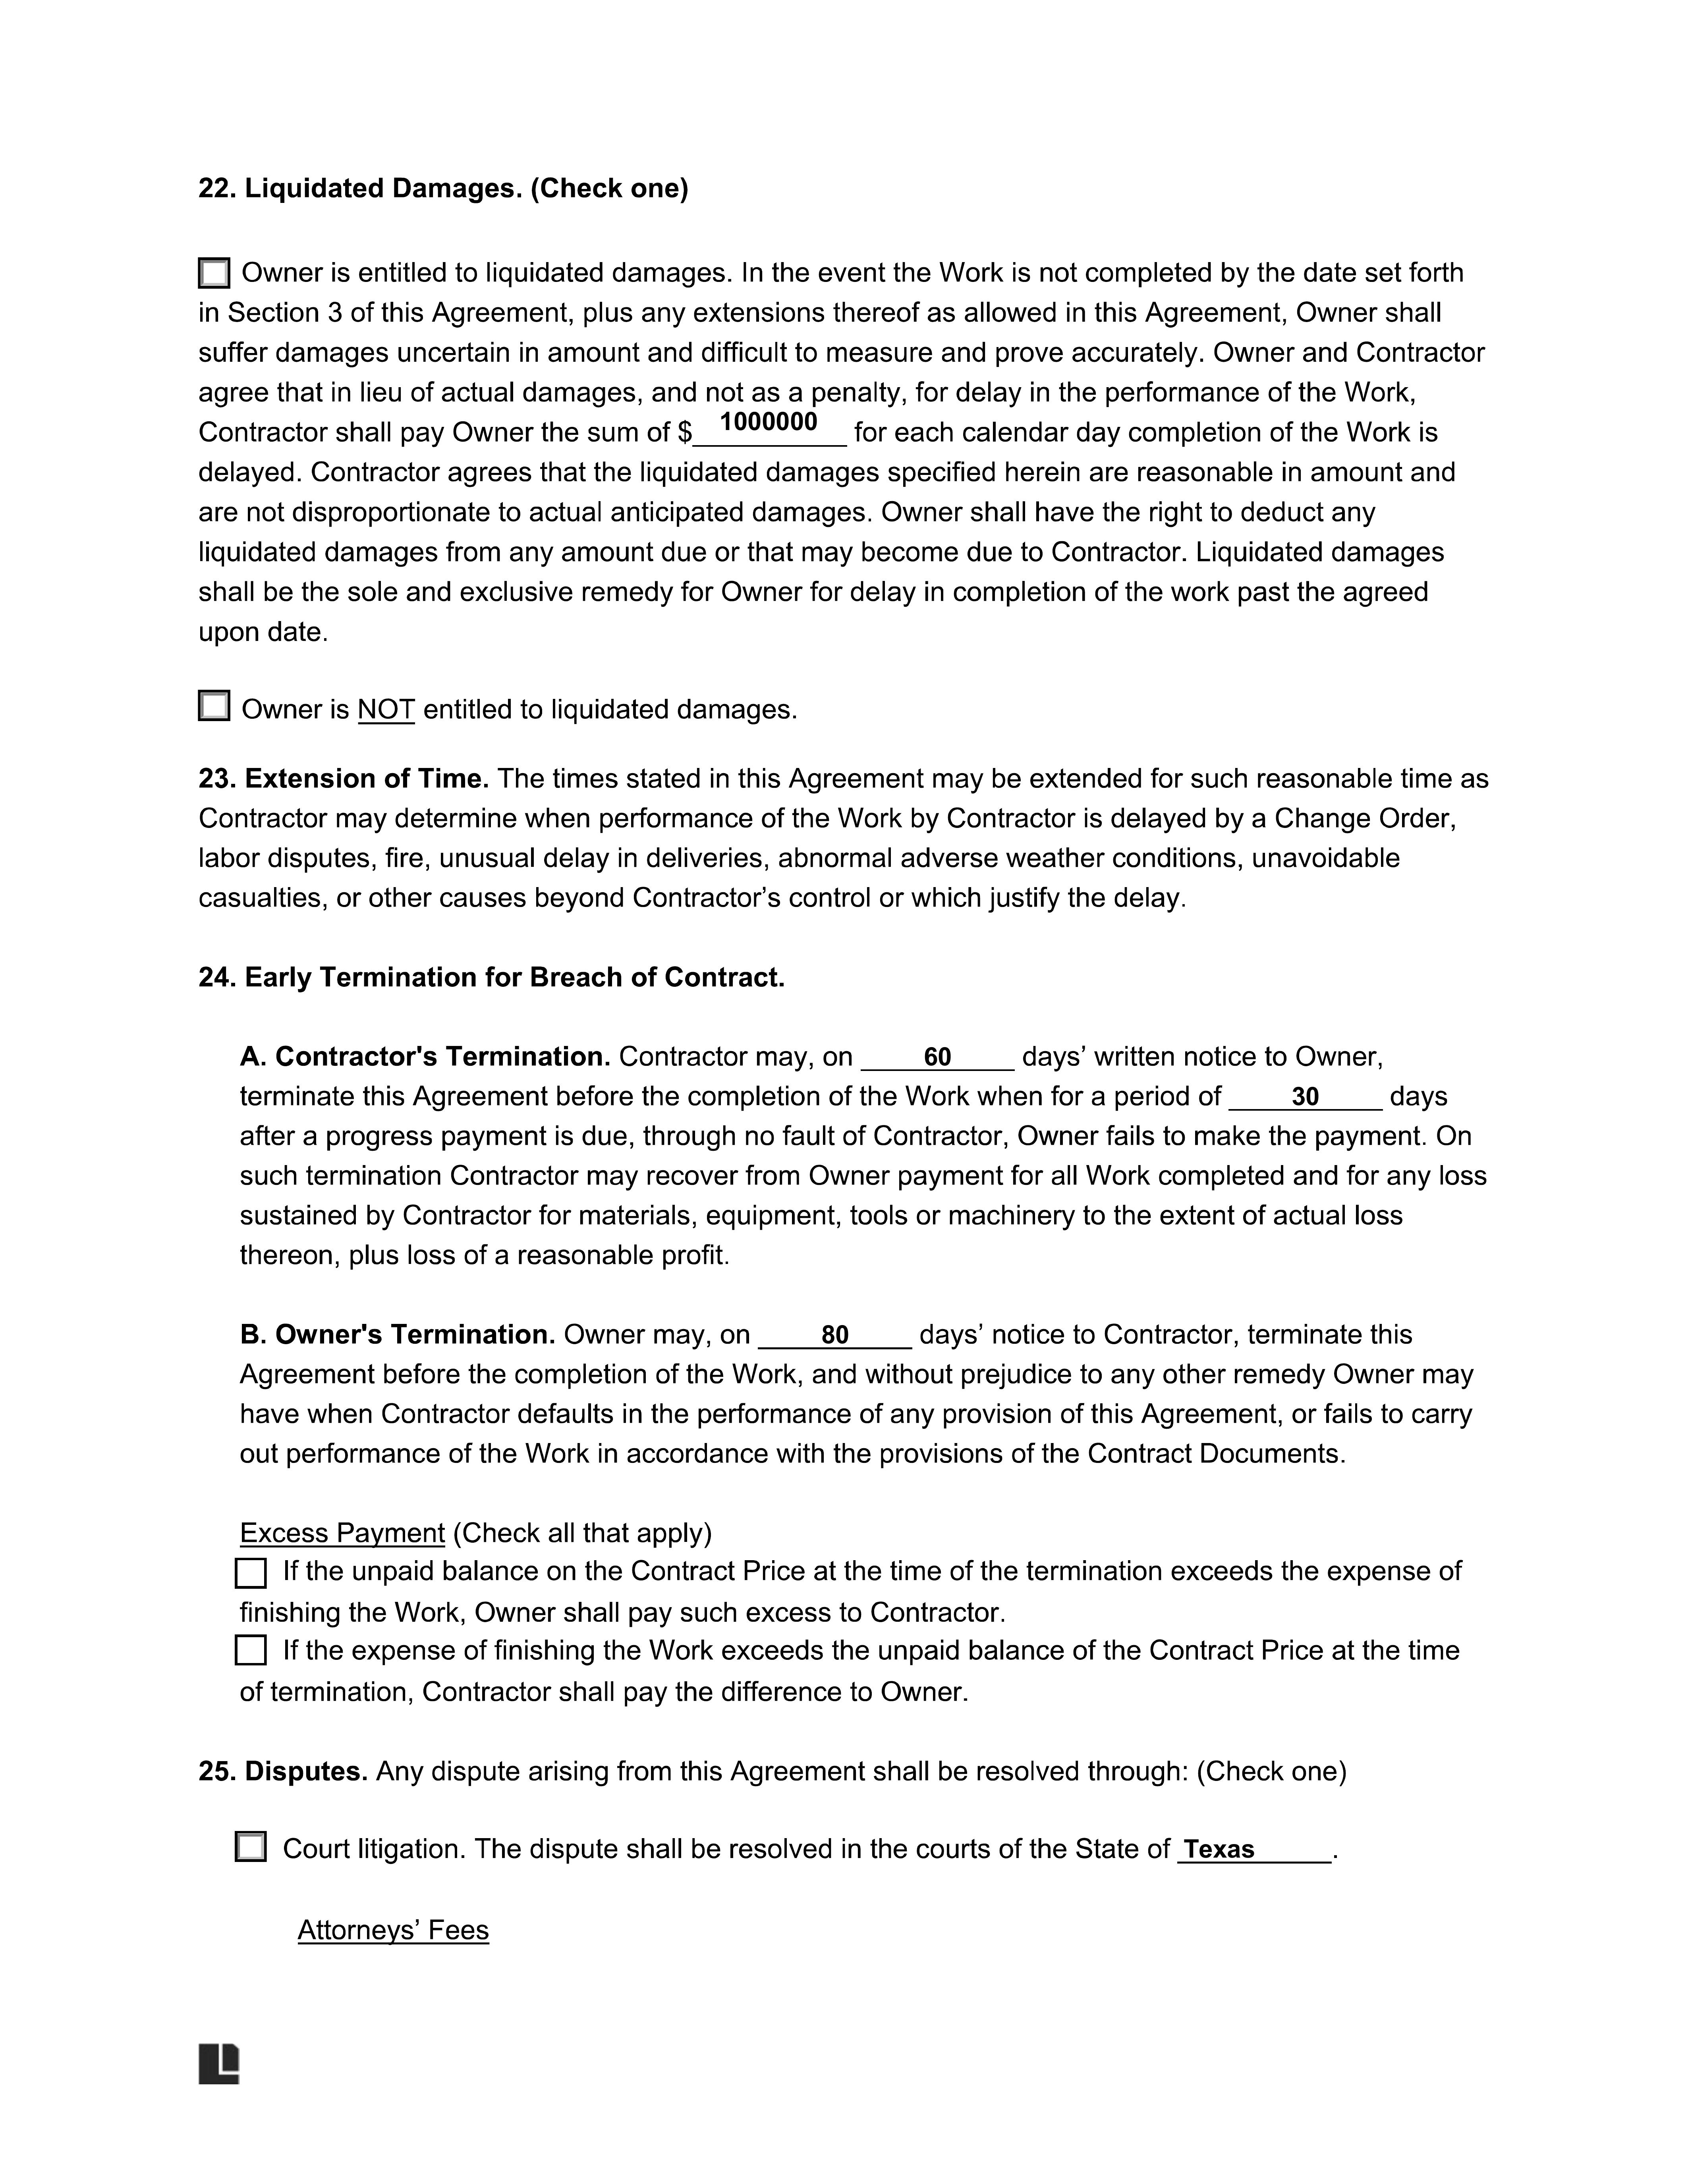 22. Liquidated Damages. (Check one)
Owner is entitled to liquidated damages. In the event the Work is not completed by the date set forth
in Section 3 of this Agreement, plus any extensions thereof as allowed in this Agreement, Owner shall
suffer damages uncertain in amount and difficult to measure and prove accurately. Owner and Contractor
agree that in lieu of actual damages, and not as a penalty, for delay in the performance of the Work,
Contractor shall pay Owner the sum of $ 1000000 for each calendar day completion of the Work is
delayed. Contractor agrees that the liquidated damages specified herein are reasonable in amount and
are not disproportionate to actual anticipated damages. Owner shall have the right to deduct any
liquidated damages from any amount due or that may become due to Contractor. Liquidated damages
shall be the sole and exclusive remedy for Owner for delay in completion of the work past the agreed
upon date.
Owner is NOT entitled to liquidated damages.
23. Extension of Time. The times stated in this Agreement may be extended for such reasonable time as
Contractor may determine when performance of the Work by Contractor is delayed by a Change Order,
labor disputes, fire, unusual delay in deliveries, abnormal adverse weather conditions, unavoidable
casualties, or other causes beyond Contractor’s control or which justify the delay.
24. Early Termination for Breach of Contract.
A. Contractor's Termination. Contractor may, on 60 days’ written notice to Owner,
terminate this Agreement before the completion of the Work when for a period of 30 days
after a progress payment is due, through no fault of Contractor, Owner fails to make the payment. On
such termination Contractor may recover from Owner payment for all Work completed and for any loss
sustained by Contractor for materials, equipment, tools or machinery to the extent of actual loss
thereon, plus loss of a reasonable profit.
B. Owner's Termination. Owner may, on 80 days’ notice to Contractor, terminate this
Agreement before the completion of the Work, and without prejudice to any other remedy Owner may
have when Contractor defaults in the performance of any provision of this Agreement, or fails to carry
out performance of the Work in accordance with the provisions of the Contract Documents.
Excess Payment (Check all that apply)
If the unpaid balance on the Contract Price at the time of the termination exceeds the expense of
finishing the Work, Owner shall pay such excess to Contractor.
If the expense of finishing the Work exceeds the unpaid balance of the Contract Price at the time
of termination, Contractor shall pay the difference to Owner.
25. Disputes. Any dispute arising from this Agreement shall be resolved through: (Check one)
Court litigation. The dispute shall be resolved in the courts of the State of Texas.
Attorneys’ Fees